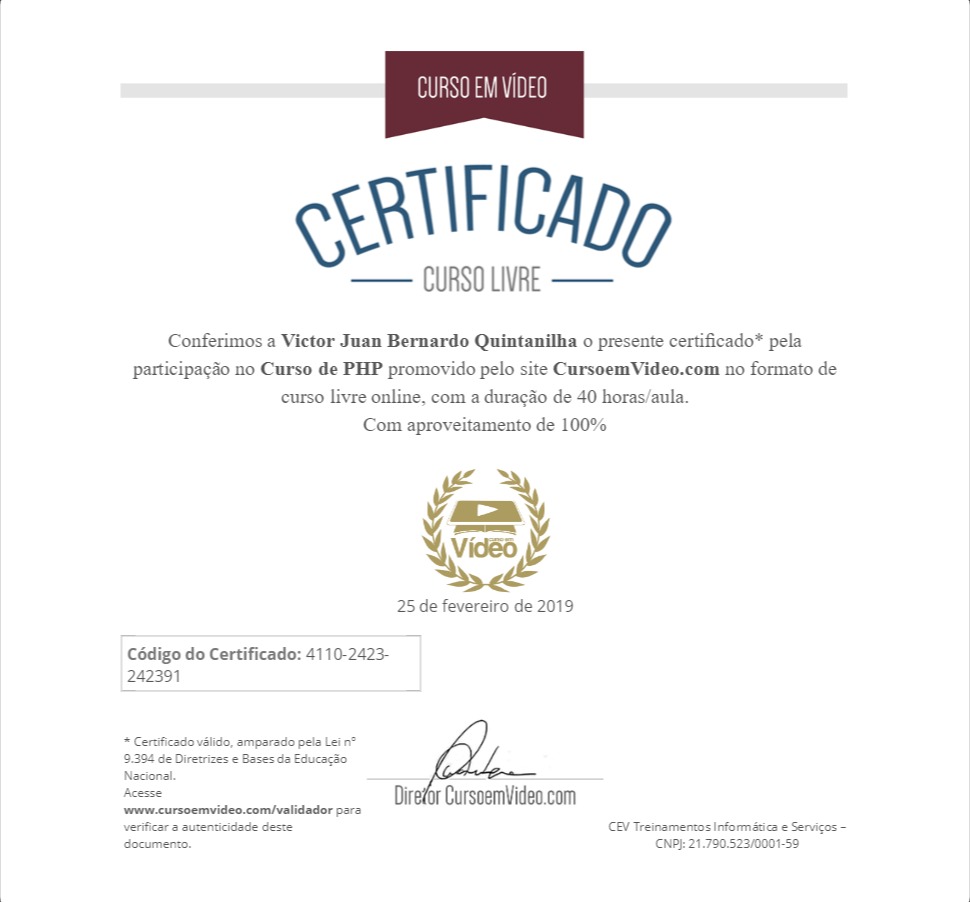 CURSO EM VÍDEO
CERTIFICADO
CURSO LIVRE
Conferimos a Victor Juan Bernardo Quintanilha o presente certificado* pela
participação no Curso de PHP promovido pelo site CursoemVideo.com no formato de
curso livre online, com a duração de 40 horas/aula.
Com aproveitamento de 100%
curso em
Vídeo
25 de fevereiro de 2019
Código do Certificado: 4110-2423-
242391
* Certificado válido, amparado pela Lei nº
9.394 de Diretrizes e Bases da Educação
Nacional.
Acesse
www.cursoemvideo.com/validador para
verificar a autenticidade deste
documento.
Diretor CursoemVideo.com
CEV Treinamentos Informática e Serviços –
CNPJ: 21.790.523/0001-59